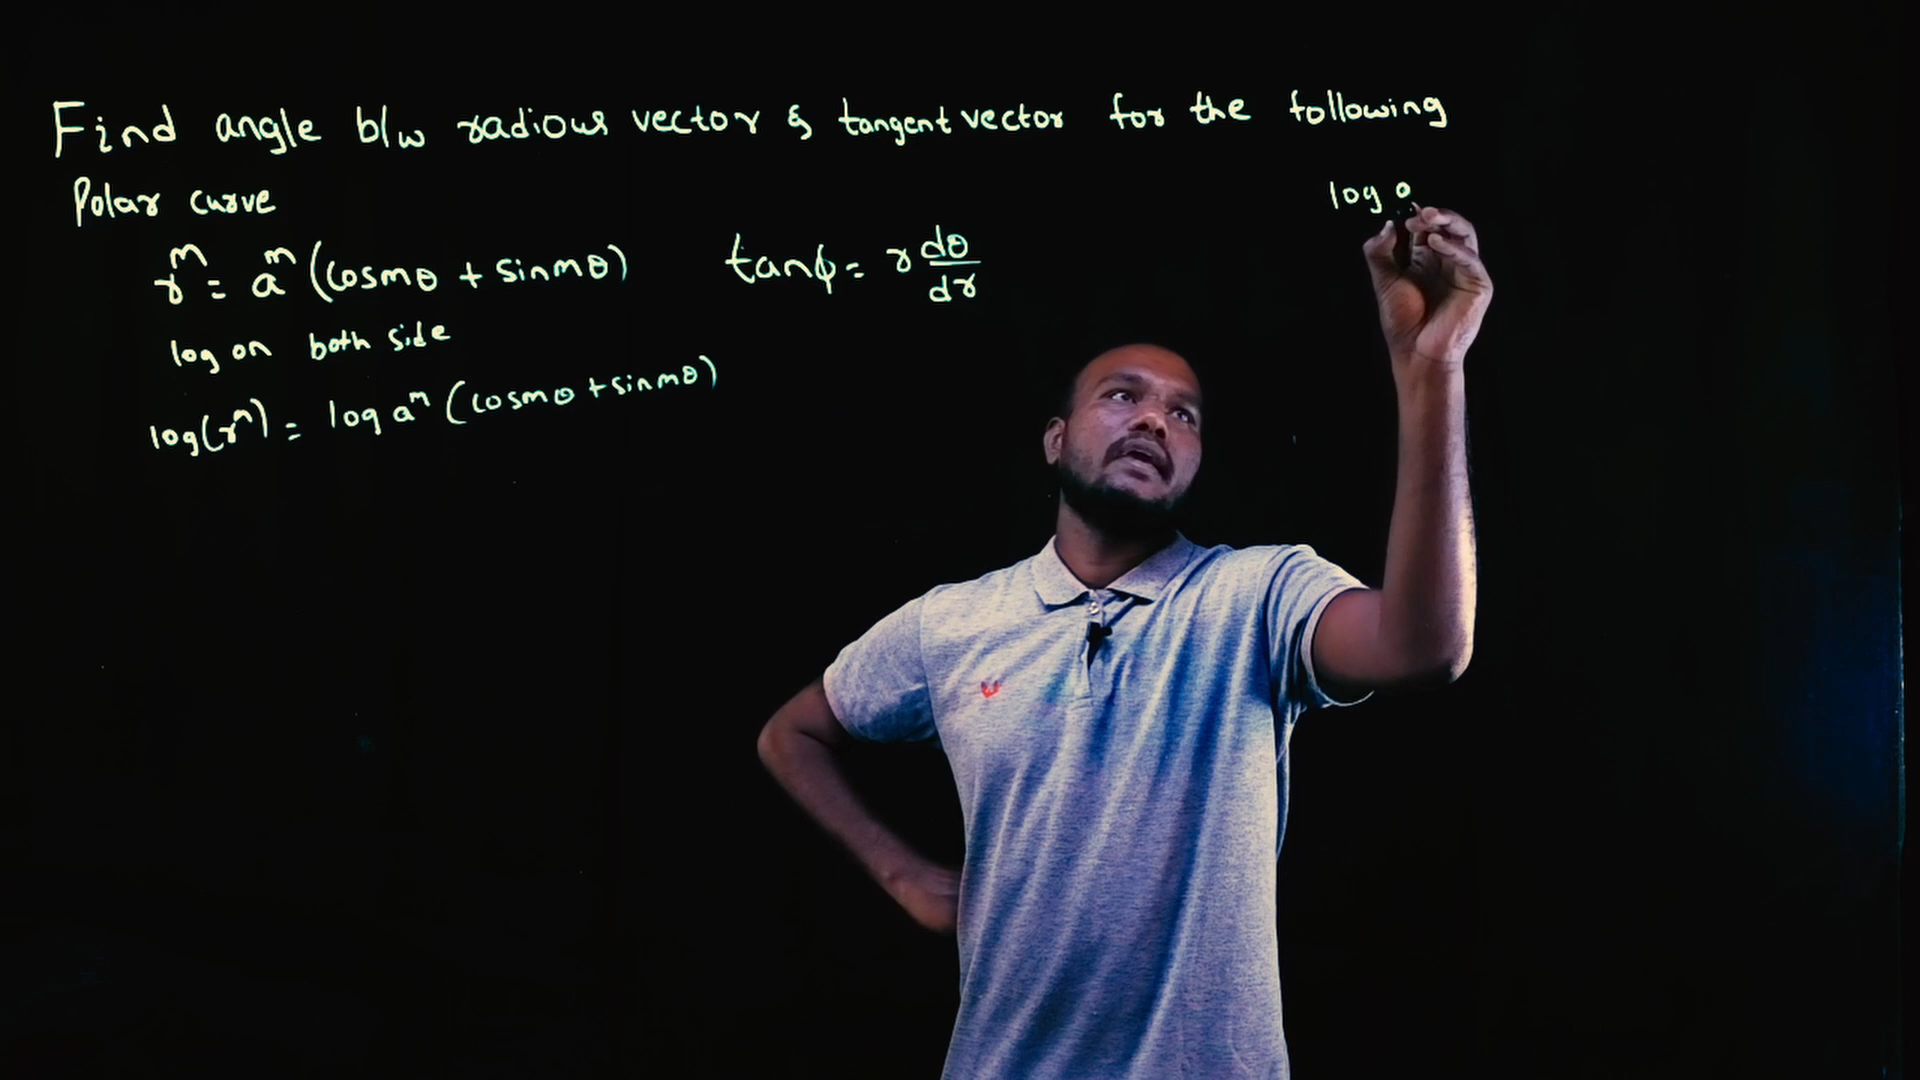 Find angle b/w radious vector & tangent vector for the following
Polar curve
log a
r^m = a^m (cosmθ + sinmθ)
tanϕ = r dθ/dr
log on both side
log(r^m) = log a^m (cosmθ + sinmθ)